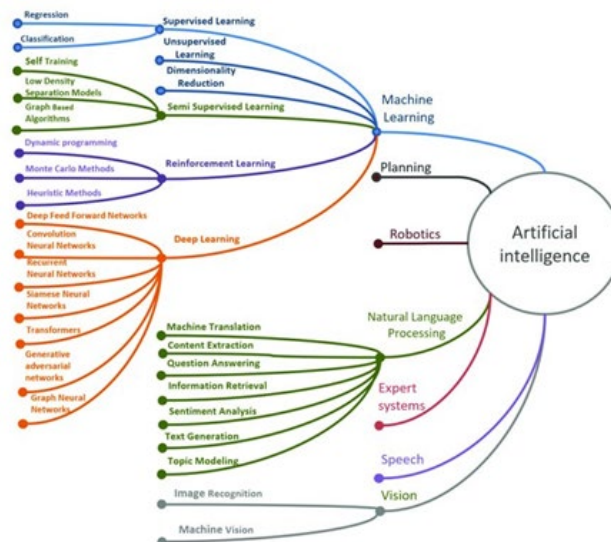 Artificial
intelligence
Machine
Learning
Supervised Learning
Regression
Classification
Unsupervised
Learning
Dimensionality
Reduction
Semi Supervised Learning
Self Training
Low Density
Separation Models
Graph Based
Algorithms
Reinforcement Learning
Dynamic programming
Monte Carlo Methods
Heuristic Methods
Deep Learning
Deep Feed Forward Networks
Convolution
Neural Networks
Recurrent
Neural Networks
Siamese Neural
Networks
Transformers
Generative
adversarial networks
Graph Neural
Networks
Planning
Robotics
Natural Language
Processing
Machine Translation
Content Extraction
Question Answering
Information Retrieval
Sentiment Analysis
Text Generation
Topic Modeling
Expert
systems
Speech
Vision
Image Recognition
Machine Vision